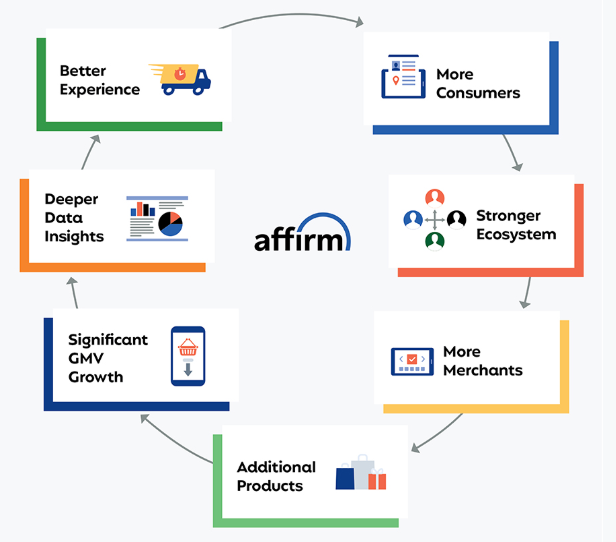 Better
Experience
More
Consumers
Deeper
Data
Insights
affirm
Stronger
Ecosystem
Significant
GMV
Growth
More
Merchants
Additional
Products